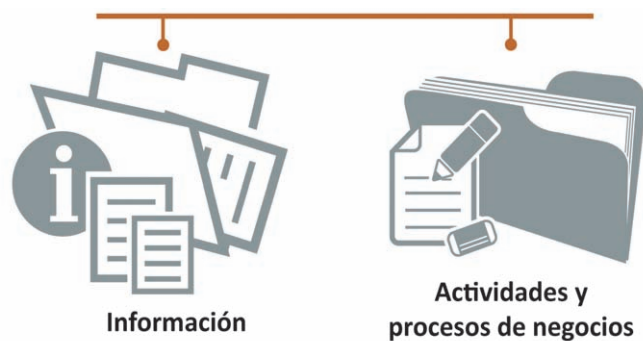 Información
Actividades y
procesos de negocios